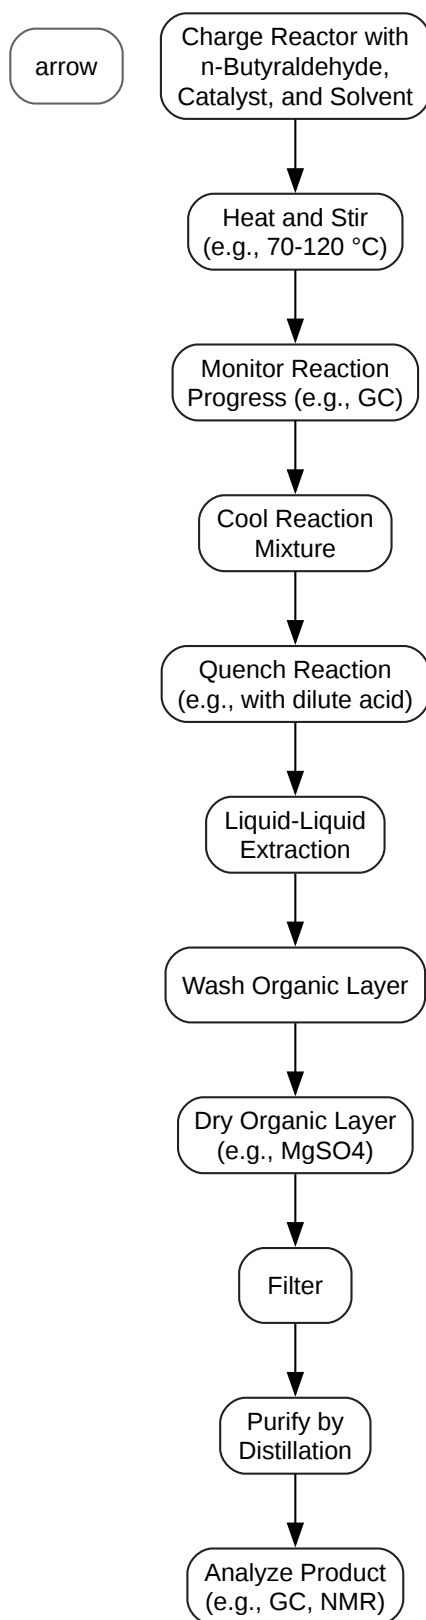 arrow
Charge Reactor with
n-Butyraldehyde,
Catalyst, and Solvent
Heat and Stir
(e.g., 70-120 °C)
Monitor Reaction
Progress (e.g., GC)
Cool Reaction
Mixture
Quench Reaction
(e.g., with dilute acid)
Liquid-Liquid
Extraction
Wash Organic Layer
Dry Organic Layer
(e.g., MgSO4)
Filter
Purify by
Distillation
Analyze Product
(e.g., GC, NMR)